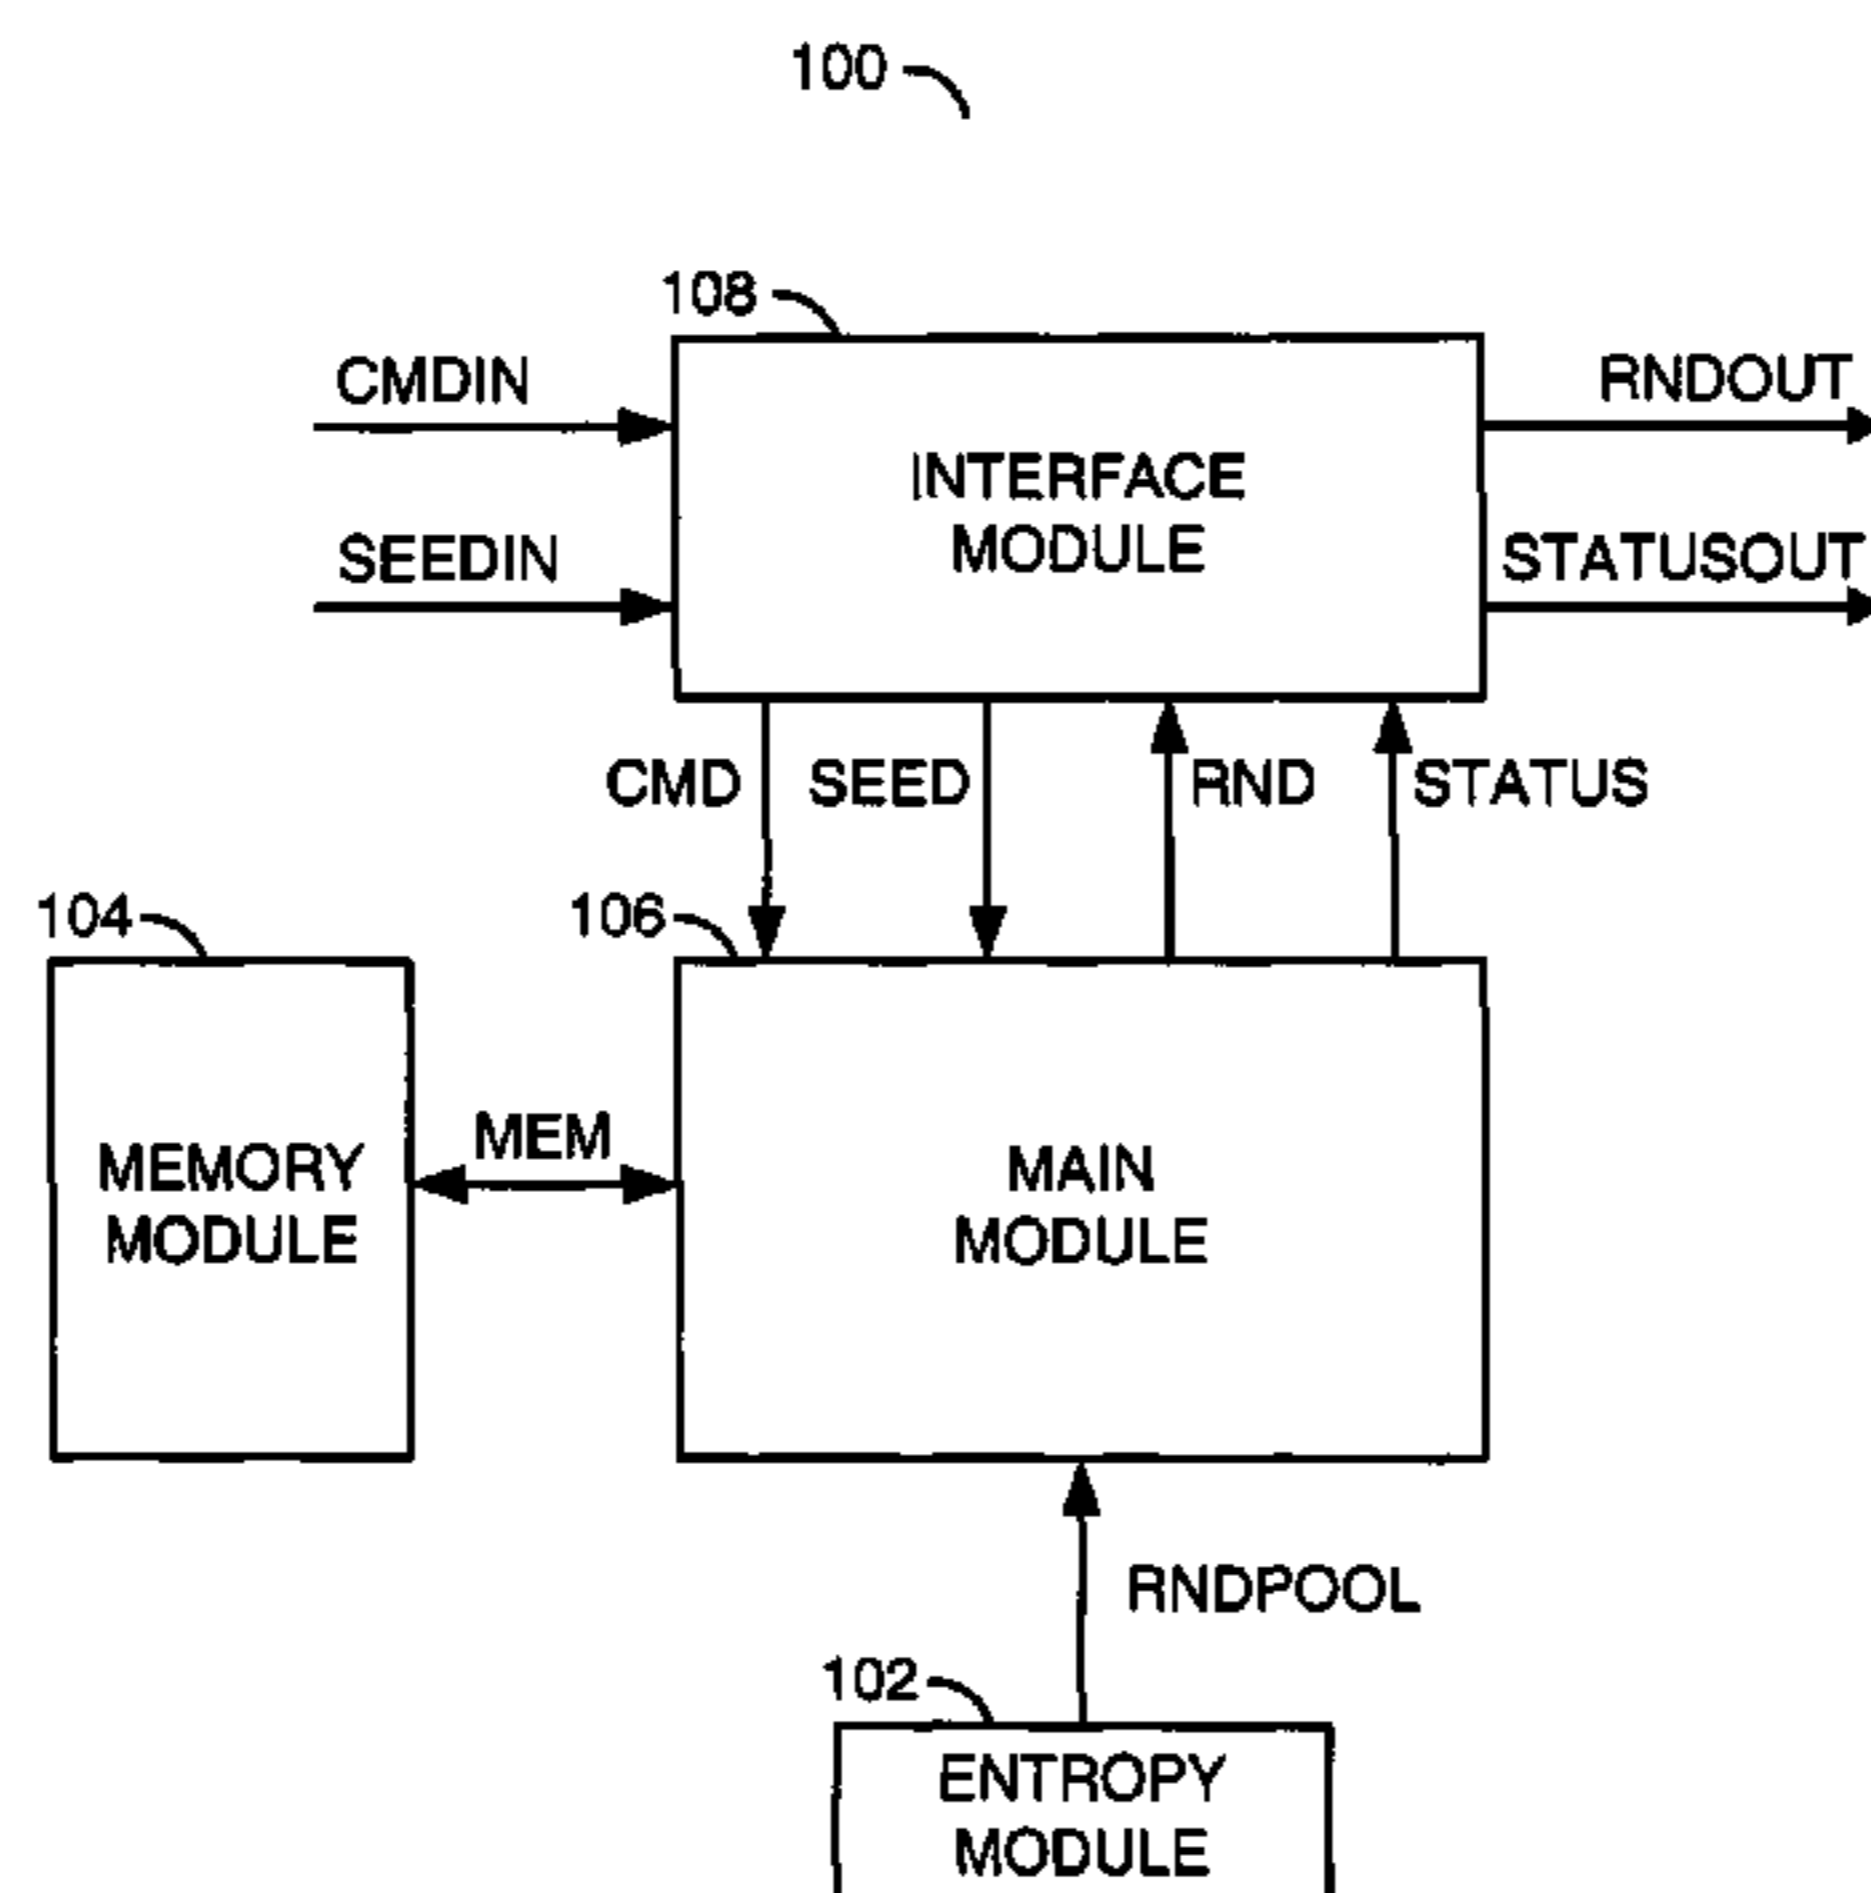 100
108
CMDIN
RNDOUT
INTERFACE
MODULE
SEEDIN
STATUSOUT
CMD
SEED
RND
STATUS
104
106
MEM
MEMORY
MODULE
MAIN
MODULE
RNDPOOL
102
ENTROPY
MODULE